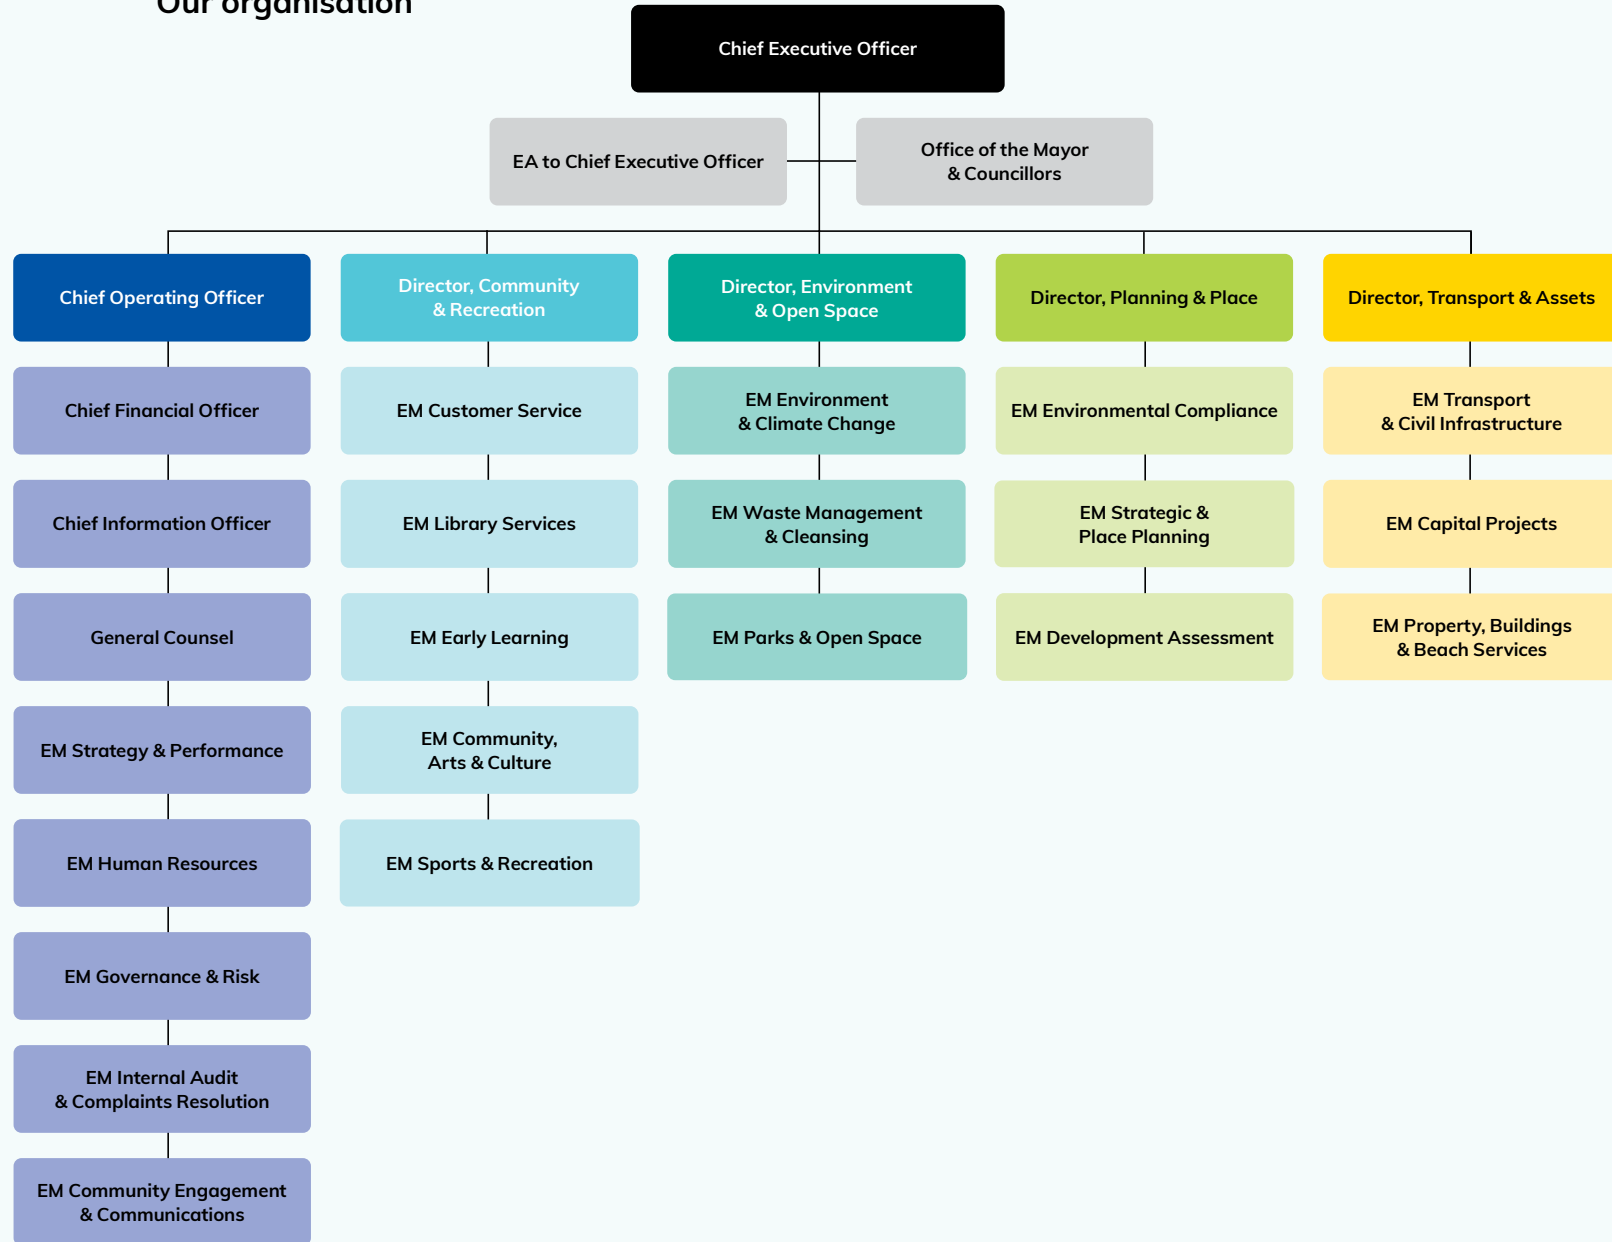 Our organisation
Chief Executive Officer
EA to Chief Executive Officer
Office of the Mayor
& Councillors
Chief Operating Officer
Chief Financial Officer
Chief Information Officer
General Counsel
EM Strategy & Performance
EM Human Resources
EM Governance & Risk
EM Internal Audit
& Complaints Resolution
EM Community Engagement
& Communications
Director, Community
& Recreation
EM Customer Service
EM Library Services
EM Early Learning
EM Community,
Arts & Culture
EM Sports & Recreation
Director, Environment
& Open Space
EM Environment
& Climate Change
EM Waste Management
& Cleansing
EM Parks & Open Space
Director, Planning & Place
EM Environmental Compliance
EM Strategic &
Place Planning
EM Development Assessment
Director, Transport & Assets
EM Transport
& Civil Infrastructure
EM Capital Projects
EM Property, Buildings
& Beach Services